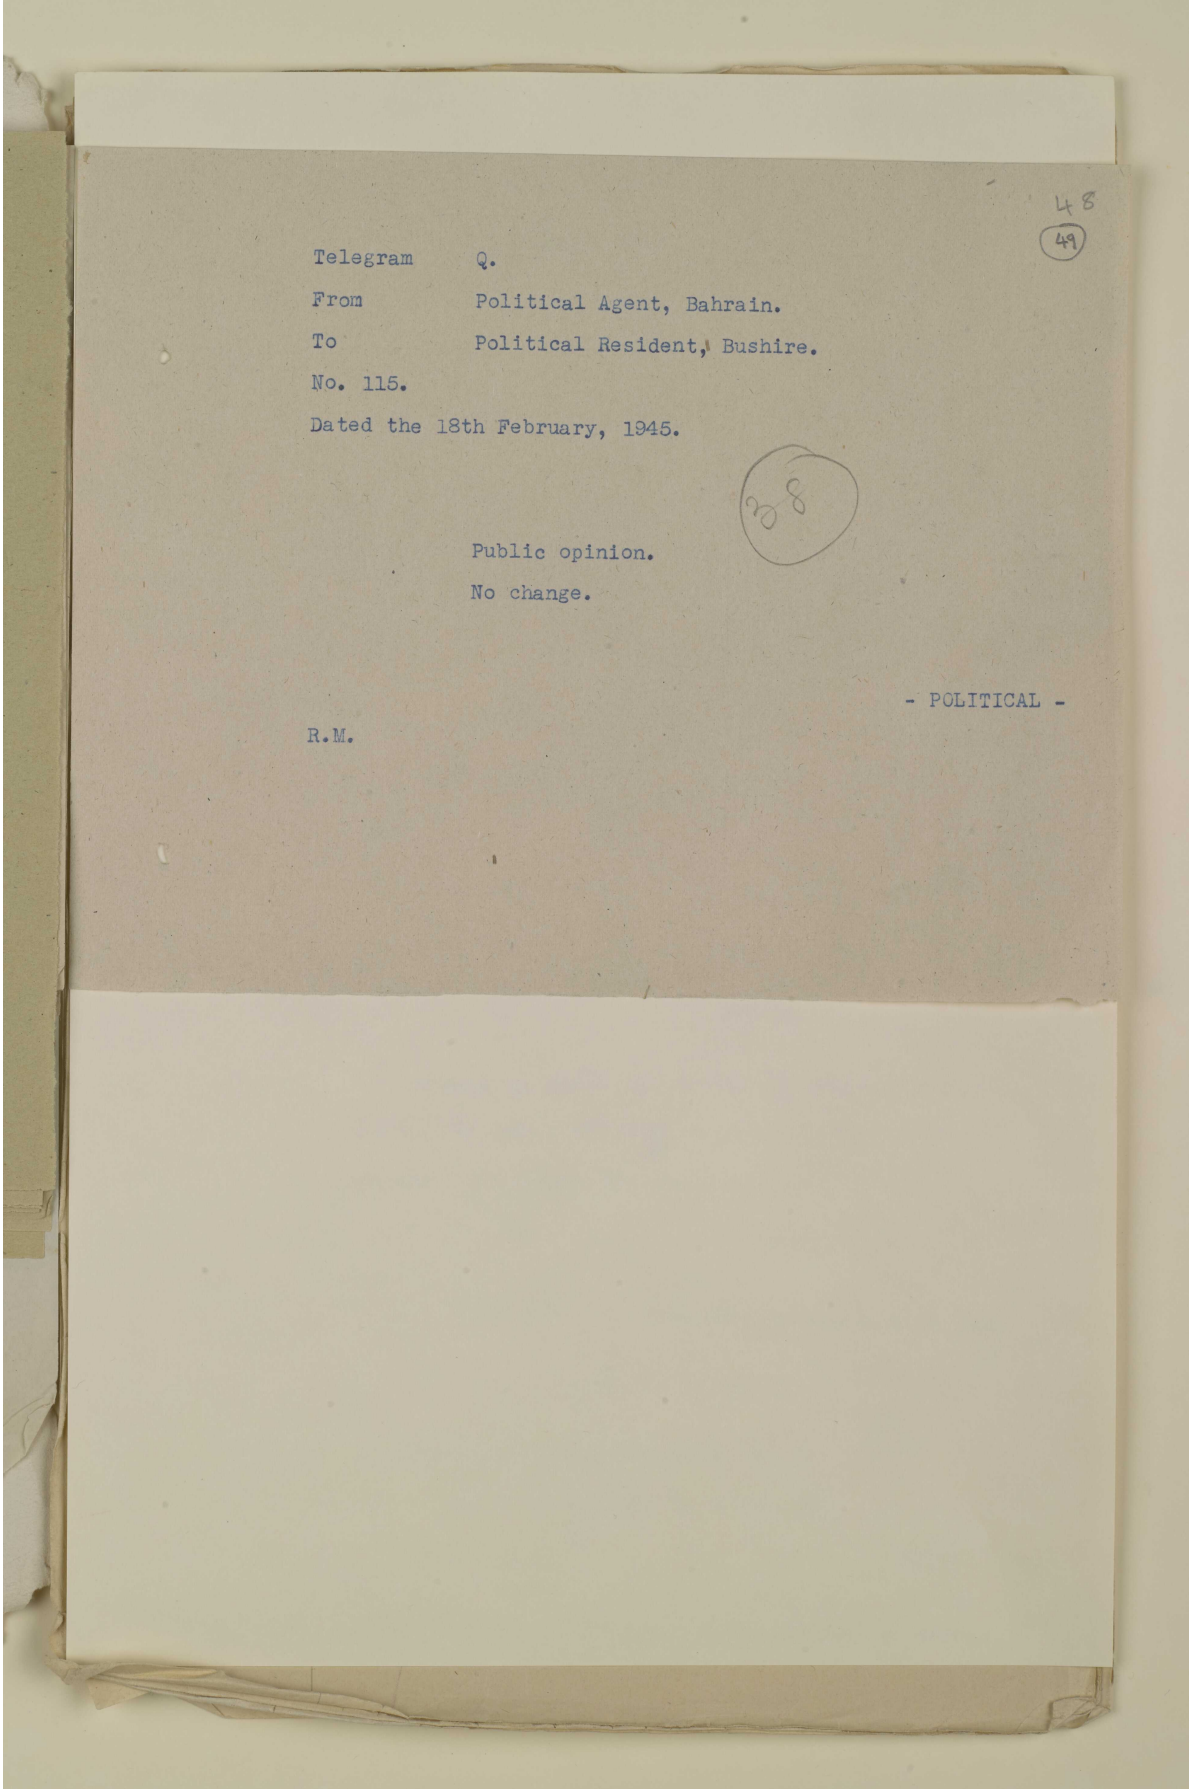 48
49
Telegram Q.
From Political Agent, Bahrain.
To Political Resident, Bushire.
No. 115.
Dated the 18th February, 1945.
38
Public opinion.
No change.
- POLITICAL -
R.M.